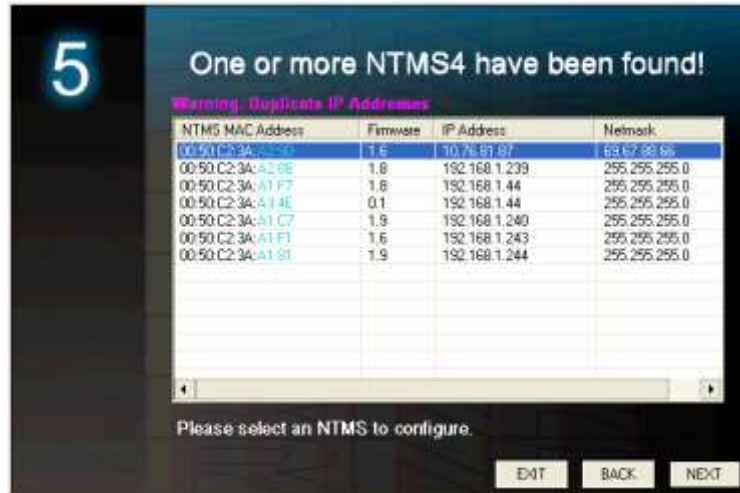 5
One or more NTMS4 have been found!
Warning, Duplicate IP Addresses
NTMS MAC Address Firmware IP Address Netmask
00:50:C2:3A: 1.6 10.76.81.87 69.67.88.66
00:50:C2:3A:A2:8E 1.8 192.168.1.239 255.255.255.0
00:50:C2:3A:A1:F7 1.8 192.168.1.44 255.255.255.0
00:50:C2:3A:A3:4E 0.1 192.168.1.44 255.255.255.0
00:50:C2:3A:A1:C7 1.9 192.168.1.240 255.255.255.0
00:50:C2:3A:A1:F1 1.6 192.168.1.243 255.255.255.0
00:50:C2:3A:A1:81 1.9 192.168.1.244 255.255.255.0
Please select an NTMS to configure.
EXIT BACK NEXT